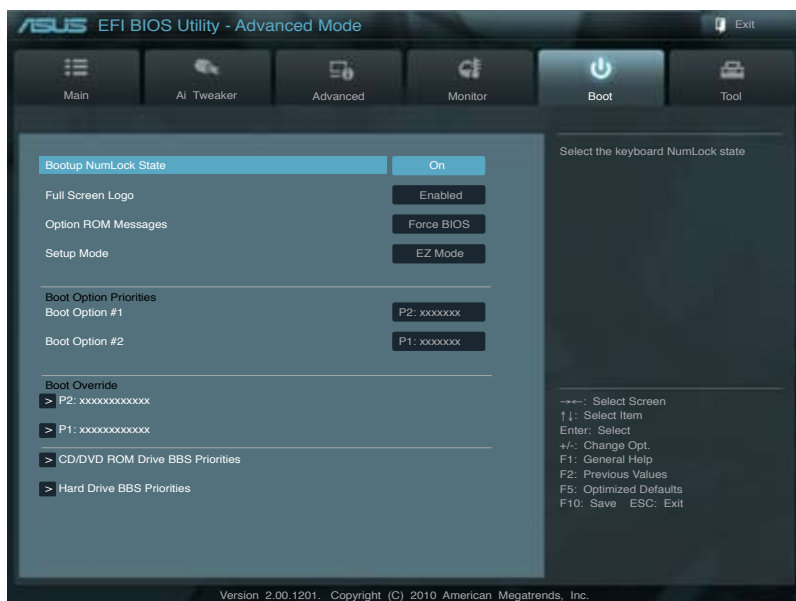 ASUS EFI BIOS Utility - Advanced Mode
Exit
Main
Ai Tweaker
Advanced
Monitor
Boot
Tool
Bootup NumLock State On
Full Screen Logo Enabled
Option ROM Messages Force BIOS
Setup Mode EZ Mode
Boot Option Priorities
Boot Option #1 P2: xxxxxxx
Boot Option #2 P1: xxxxxxx
Boot Override
> P2: xxxxxxxxxxxx
> P1: xxxxxxxxxxxx
> CD/DVD ROM Drive BBS Priorities
> Hard Drive BBS Priorities
Select the keyboard NumLock state
→←: Select Screen
↑↓: Select Item
Enter: Select
+/-: Change Opt.
F1: General Help
F2: Previous Values
F5: Optimized Defaults
F10: Save ESC: Exit
Version 2.00.1201. Copyright (C) 2010 American Megatrends, Inc.